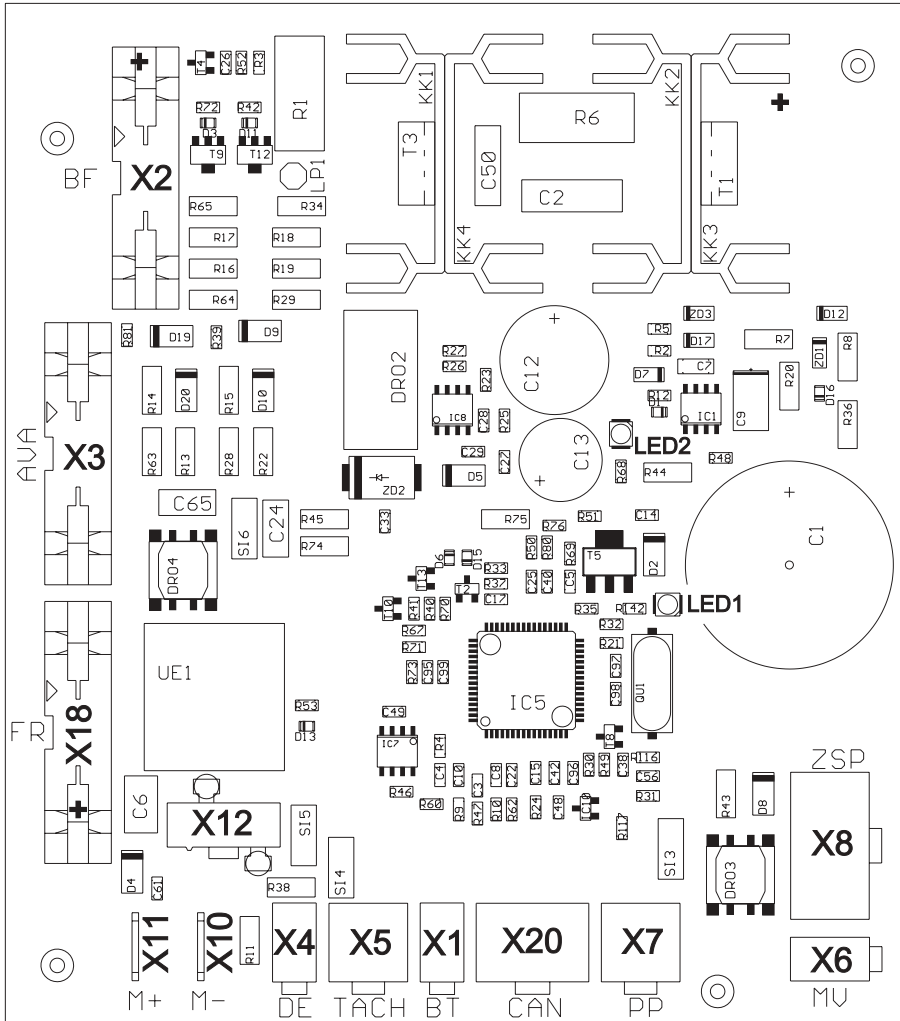 T4 C26 R52 R3
R1
KK1
KK2
R72 R42
D3 D11
T9 T12
LP1
T3
C50
R6
C2
T1
BF X2
R65 R34
R17 R18
R16 R19
R64 R29
KK4
KK3
R81 D19 R39 D9
DR02
C12
ZD3 D12
R5
D17
R2
C7
R7
ZD1
R8
R27
R26
R23
D7
R12
D1
R20
D16
R14 D20 R15 D10
IC8
C28 R25
IC1
C9
R36
LED2
AVA X3
R63 R13 R28 R22
C29
C27
C13
R68
R44
R48
ZD2
D5
C65
SI6
C24
R45
R74
C33
R75
R76
R51
C14
C1
DR04
D6 D15
R50 R80 R69
T5
D2
T13
R33
R37
C17
T2
C25 C40 C5
T10
R41 R40 R70
R35 R142 LED1
R67
R71
R32
R21
UE1
R73 C95 C99
IC5
C97
C98
QU1
FR X18
R53
D13
C49
IC7
R4
T8
ZSP
C4 C10 C3 C8 C22 C15 C42 C96 R30 R49 C38
R116
C56
R31
R46
R60
R9 R47 R10 R62 R24 C48 IC10
R117
C6
X12
SI5
SI4
SI3
R43 D8
X8
DR03
D4
C61
R38
X11
X10
R11
X4 X5 X1 X20 X7 X6
M+ M- DE TACH BT CAN PP MV